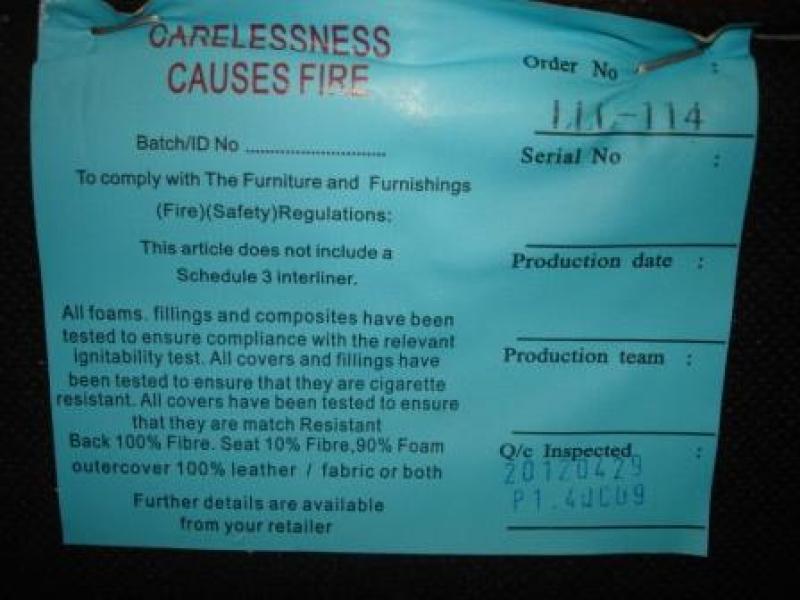 CARELESSNESS
CAUSES FIRE
Batch/ID No ..............................
To comply with The Furniture and Furnishings
(Fire)(Safety)Regulations:
This article does not include a
Schedule 3 interliner.
All foams. fillings and composites have been
tested to ensure compliance with the relevant
ignitability test. All covers and fillings have
been tested to ensure that they are cigarette
resistant. All covers have been tested to ensure
that they are match Resistant
Back 100% Fibre. Seat 10% Fibre,90% Foam
outercover 100% leather / fabric or both
Further details are available
from your retailer
Order No :
-114
Serial No :
Production date :
Production team :
Q/c Inspected :
20120429